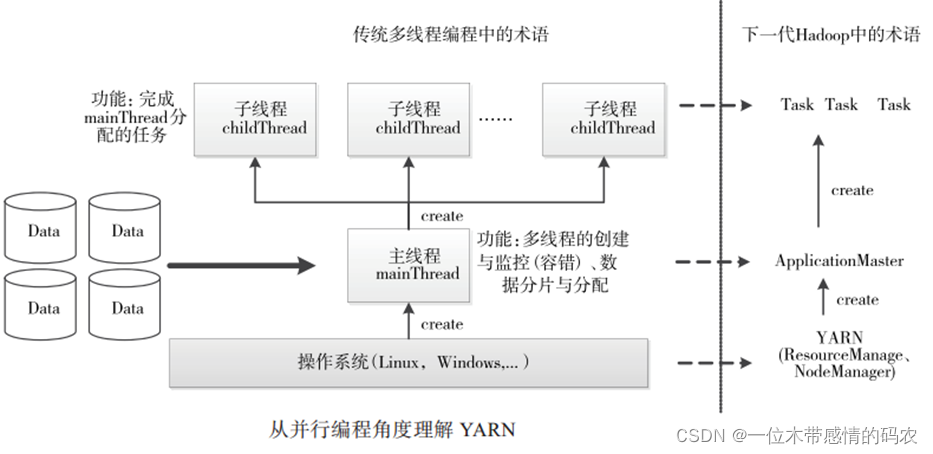 传统多线程编程中的术语
下一代Hadoop中的术语
功能：完成
mainThread分
配的任务
子线程
childThread
子线程
childThread
……
子线程
childThread
Task Task Task
create
create
Data
Data
Data
Data
主线程
mainThread
功能：多线程的创建
与监控（容错）、数
据分片与分配
ApplicationMaster
create
create
操作系统(Linux，Windows,... )
YARN
(ResourceManage、
NodeManager)
从并行编程角度理解 YARN
CSDN @一位木带感情的码农